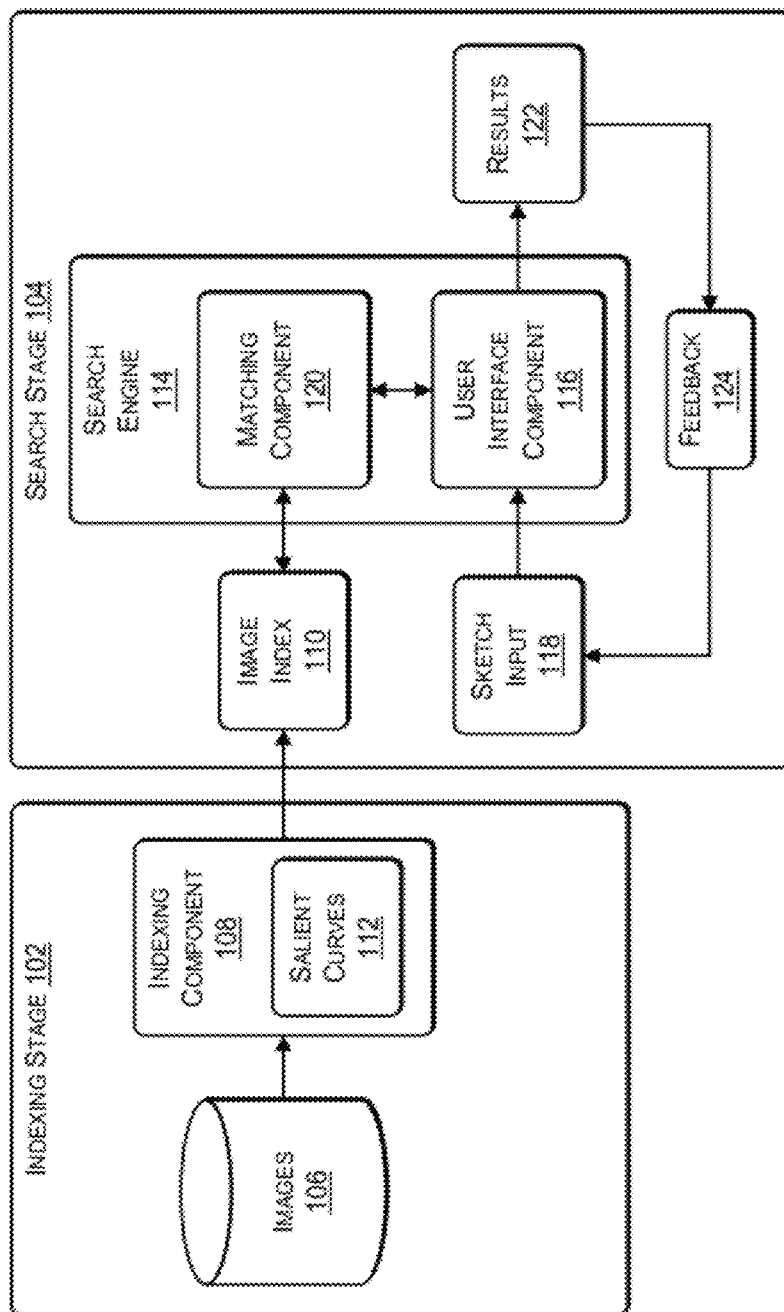 INDEXING STAGE 102
IMAGES
106
INDEXING
COMPONENT
108
SALIENT
CURVES
112
SEARCH STAGE 104
IMAGE
INDEX
110
SEARCH
ENGINE
114
MATCHING
COMPONENT
120
SKETCH
INPUT
118
USER
INTERFACE
COMPONENT
116
RESULTS
122
FEEDBACK
124